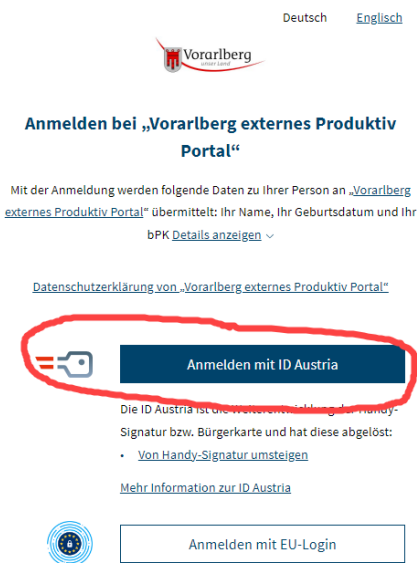 Deutsch Englisch
Vorarlberg
unser Land
Anmelden bei „Vorarlberg externes Produktiv
Portal“
Mit der Anmeldung werden folgende Daten zu Ihrer Person an „Vorarlberg
externes Produktiv Portal“ übermittelt: Ihr Name, Ihr Geburtsdatum und Ihr
bPK Details anzeigen
Datenschutzerklärung von „Vorarlberg externes Produktiv Portal“
Anmelden mit ID Austria
Die ID Austria ist die Weiterentwicklung der Handy-
Signatur bzw. Bürgerkarte und hat diese abgelöst:
• Von Handy-Signatur umsteigen
Mehr Information zur ID Austria
Anmelden mit EU-Login